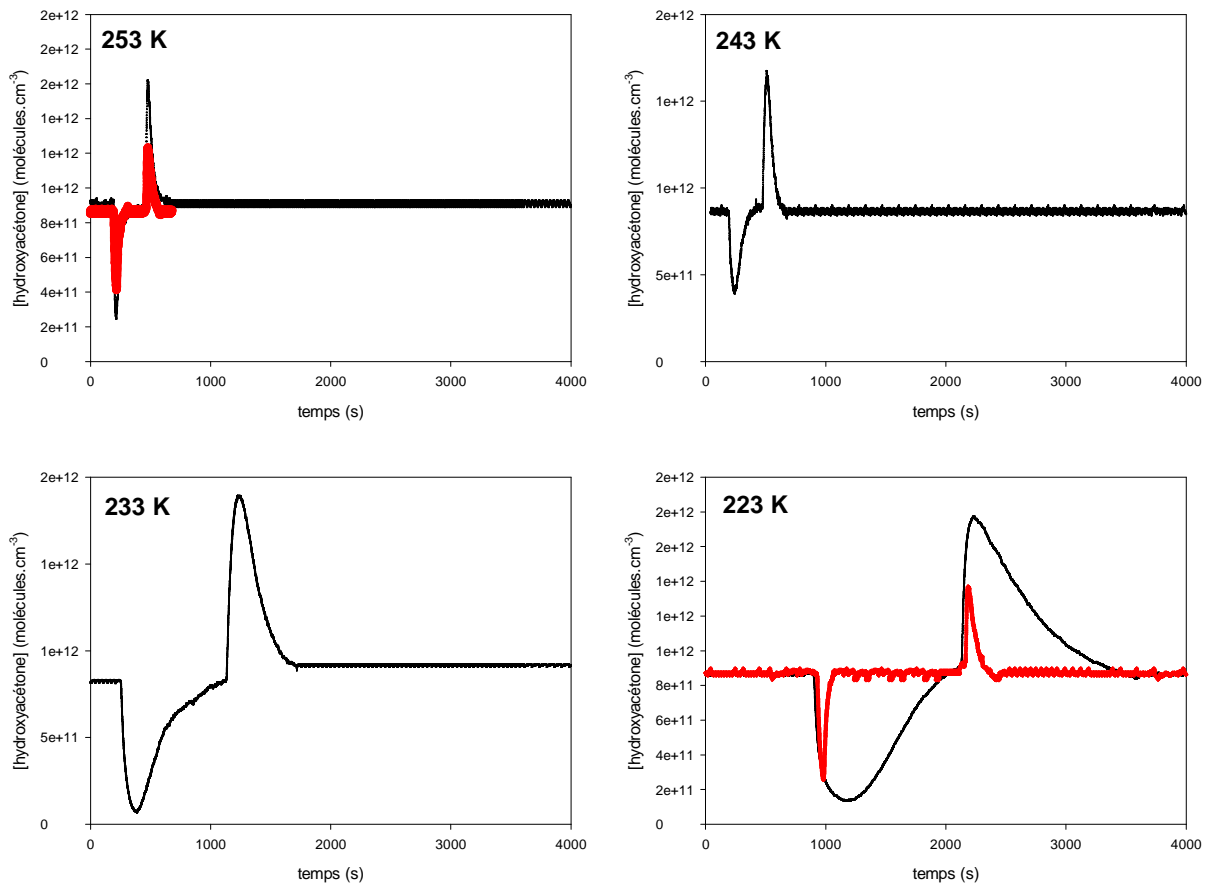 253 K
[hydroxyacétone] (molécules.cm-3)
2e+12
2e+12
2e+12
1e+12
1e+12
1e+12
8e+11
6e+11
4e+11
2e+11
0
0 1000 2000 3000 4000
temps (s)
243 K
[hydroxyacétone] (molécules.cm-3)
2e+12
1e+12
1e+12
5e+11
0
0 1000 2000 3000 4000
temps (s)
233 K
[hydroxyacétone] (molécules.cm-3)
2e+12
1e+12
1e+12
5e+11
0
0 1000 2000 3000 4000
temps (s)
223 K
[hydroxyacétone] (molécules.cm-3)
2e+12
2e+12
2e+12
1e+12
1e+12
8e+11
6e+11
4e+11
2e+11
0
0 1000 2000 3000 4000
temps (s)